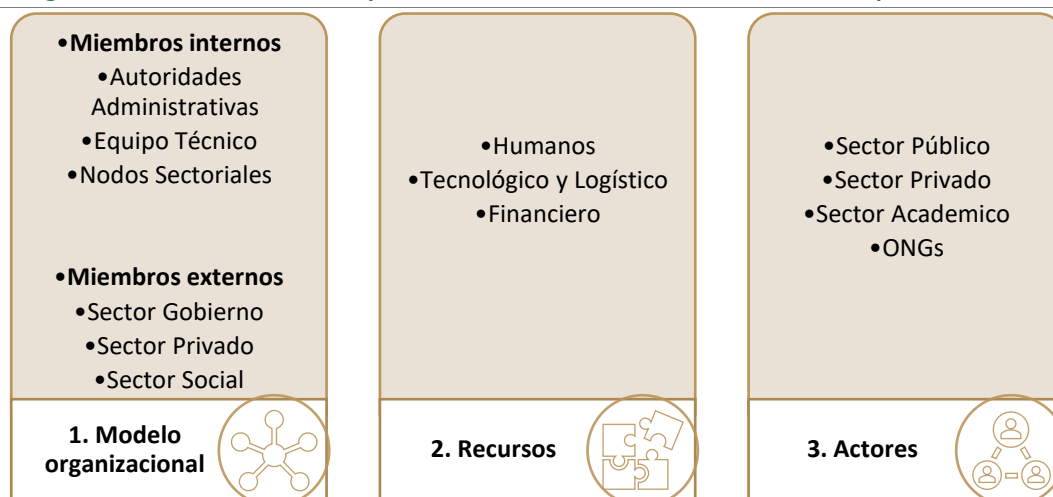 •Miembros internos
•Autoridades
Administrativas
•Equipo Técnico
•Nodos Sectoriales
•Miembros externos
•Sector Gobierno
•Sector Privado
•Sector Social
1. Modelo
organizacional
•Humanos
•Tecnológico y Logístico
•Financiero
2. Recursos
•Sector Público
•Sector Privado
•Sector Academico
•ONGs
3. Actores